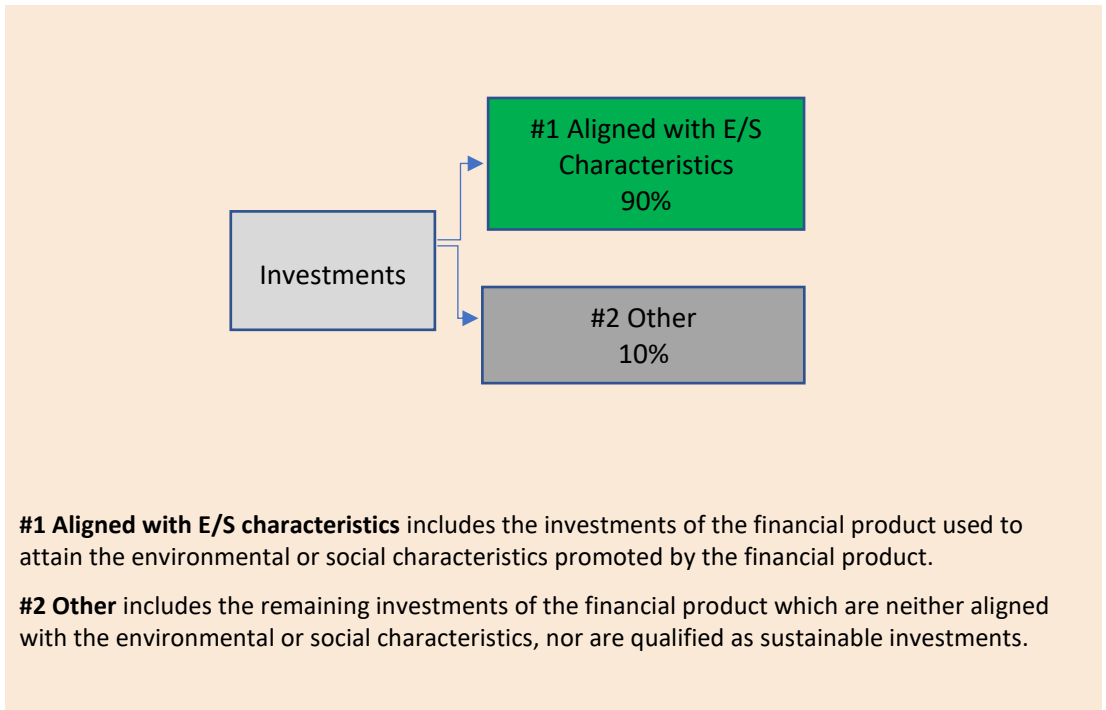 #1 Aligned with E/S
Characteristics
90%
Investments
#2 Other
10%
#1 Aligned with E/S characteristics includes the investments of the financial product used to
attain the environmental or social characteristics promoted by the financial product.
#2 Other includes the remaining investments of the financial product which are neither aligned
with the environmental or social characteristics, nor are qualified as sustainable investments.